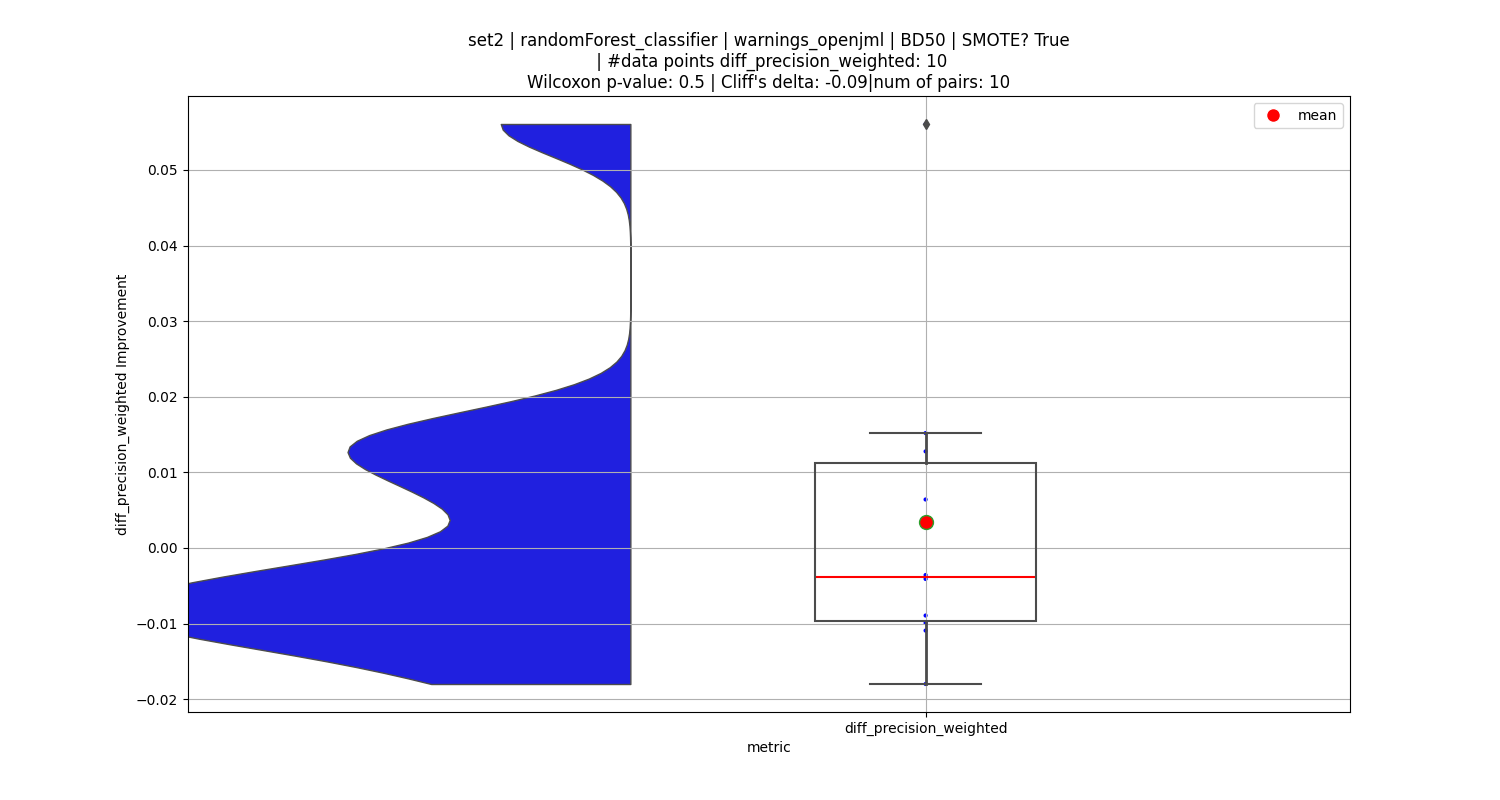 set2 | randomForest_classifier | warnings_openjml | BD50 | SMOTE? True
| #data points diff_precision_weighted: 10
Wilcoxon p-value: 0.5 | Cliff's delta: -0.09|num of pairs: 10
mean
0.05
0.04
0.03
0.02
0.01
0.00
−0.01
−0.02
diff_precision_weighted Improvement
diff_precision_weighted
metric